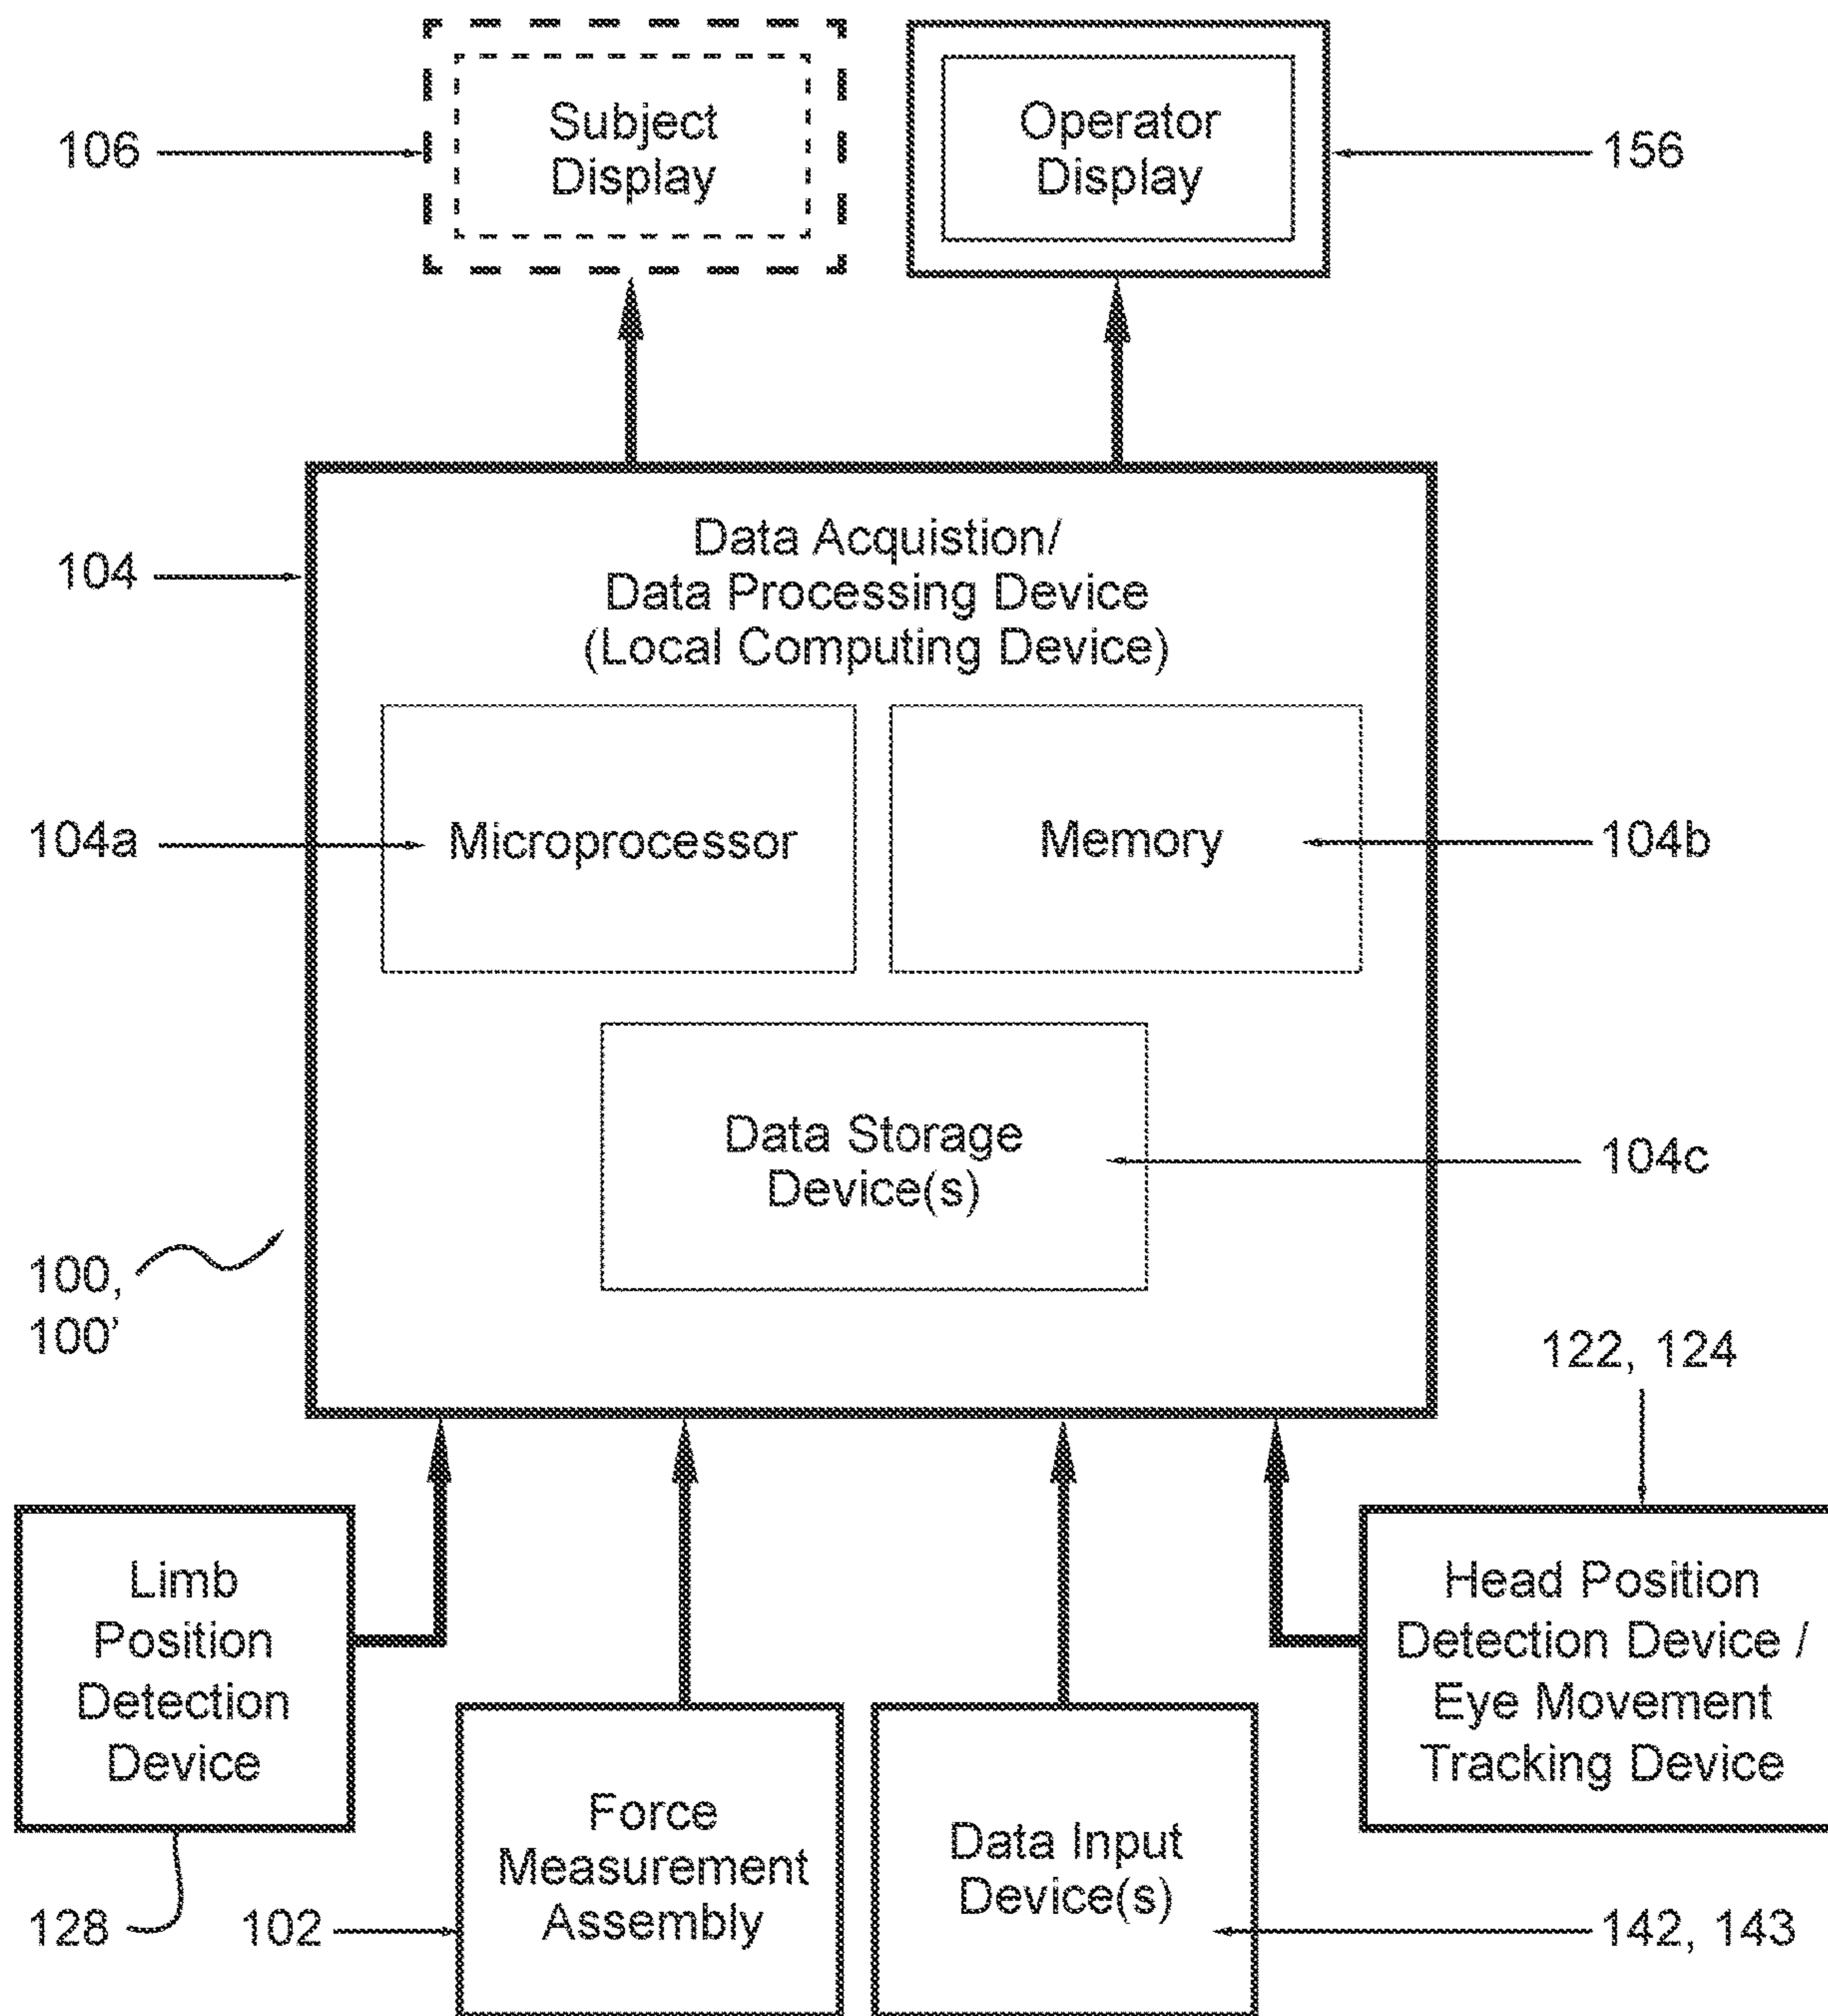 106
Subject
Display
Operator
Display
156
104
Data Acquistion/
Data Processing Device
(Local Computing Device)
104a
Microprocessor
Memory
104b
Data Storage
Device(s)
104c
100,
100’
122, 124
Limb
Position
Detection
Device
Head Position
Detection Device /
Eye Movement
Tracking Device
Force
Measurement
Assembly
Data Input
Device(s)
128
102
142, 143